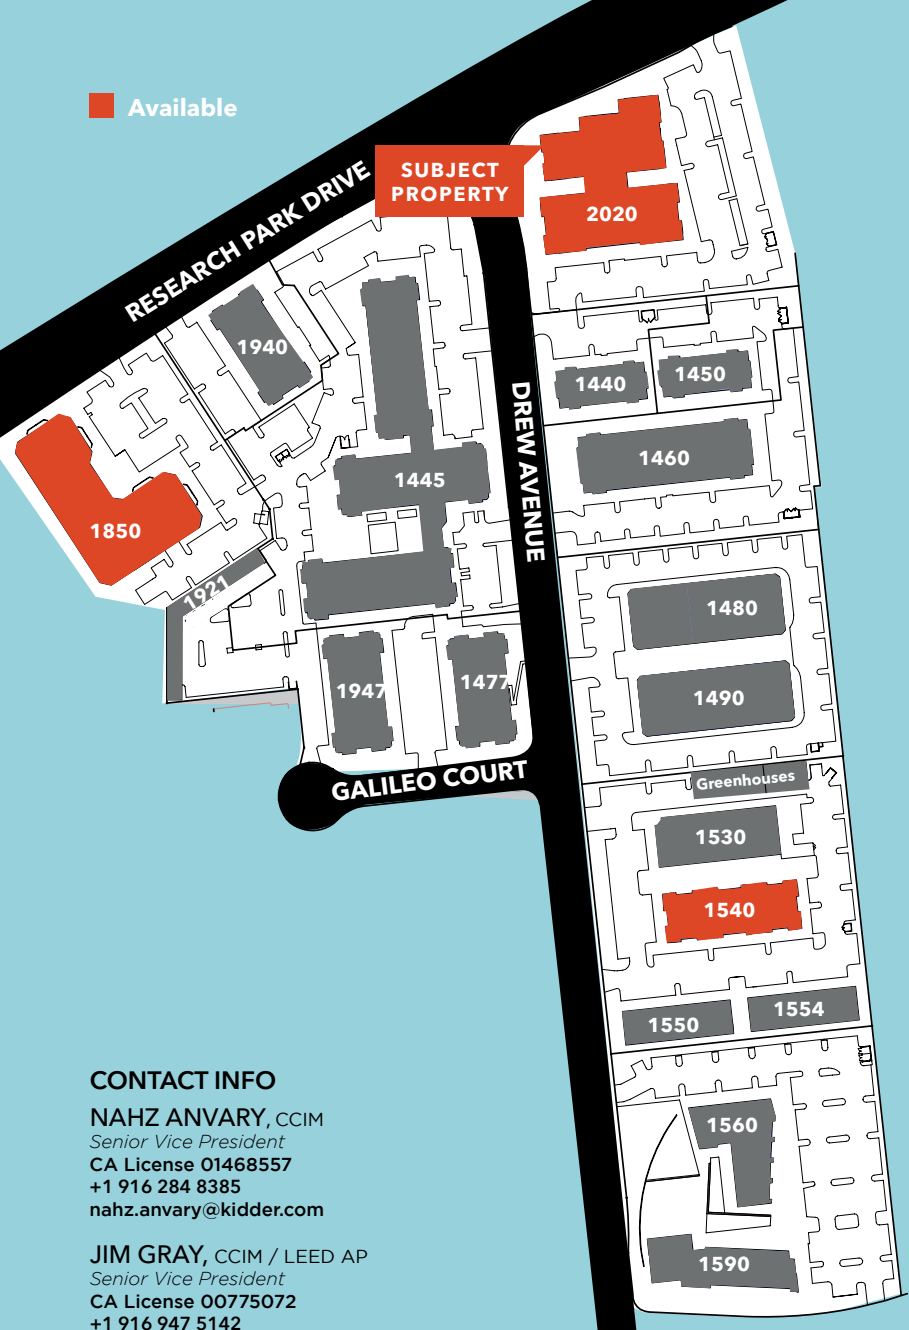 Available
RESEARCH PARK DRIVE
SUBJECT
PROPERTY
2020
1940
1440
1450
DREW AVENUE
1460
1445
1850
1921
1480
1947
1477
1490
GALILEO COURT
Greenhouses
1530
1540
1550
1554
1560
1590
CONTACT INFO
NAHZ ANVARY, CCIM
Senior Vice President
CA License 01468557
+1 916 284 8385
nahz.anvary@kidder.com
JIM GRAY, CCIM / LEED AP
Senior Vice President
CA License 00775072
+1 916 947 5142